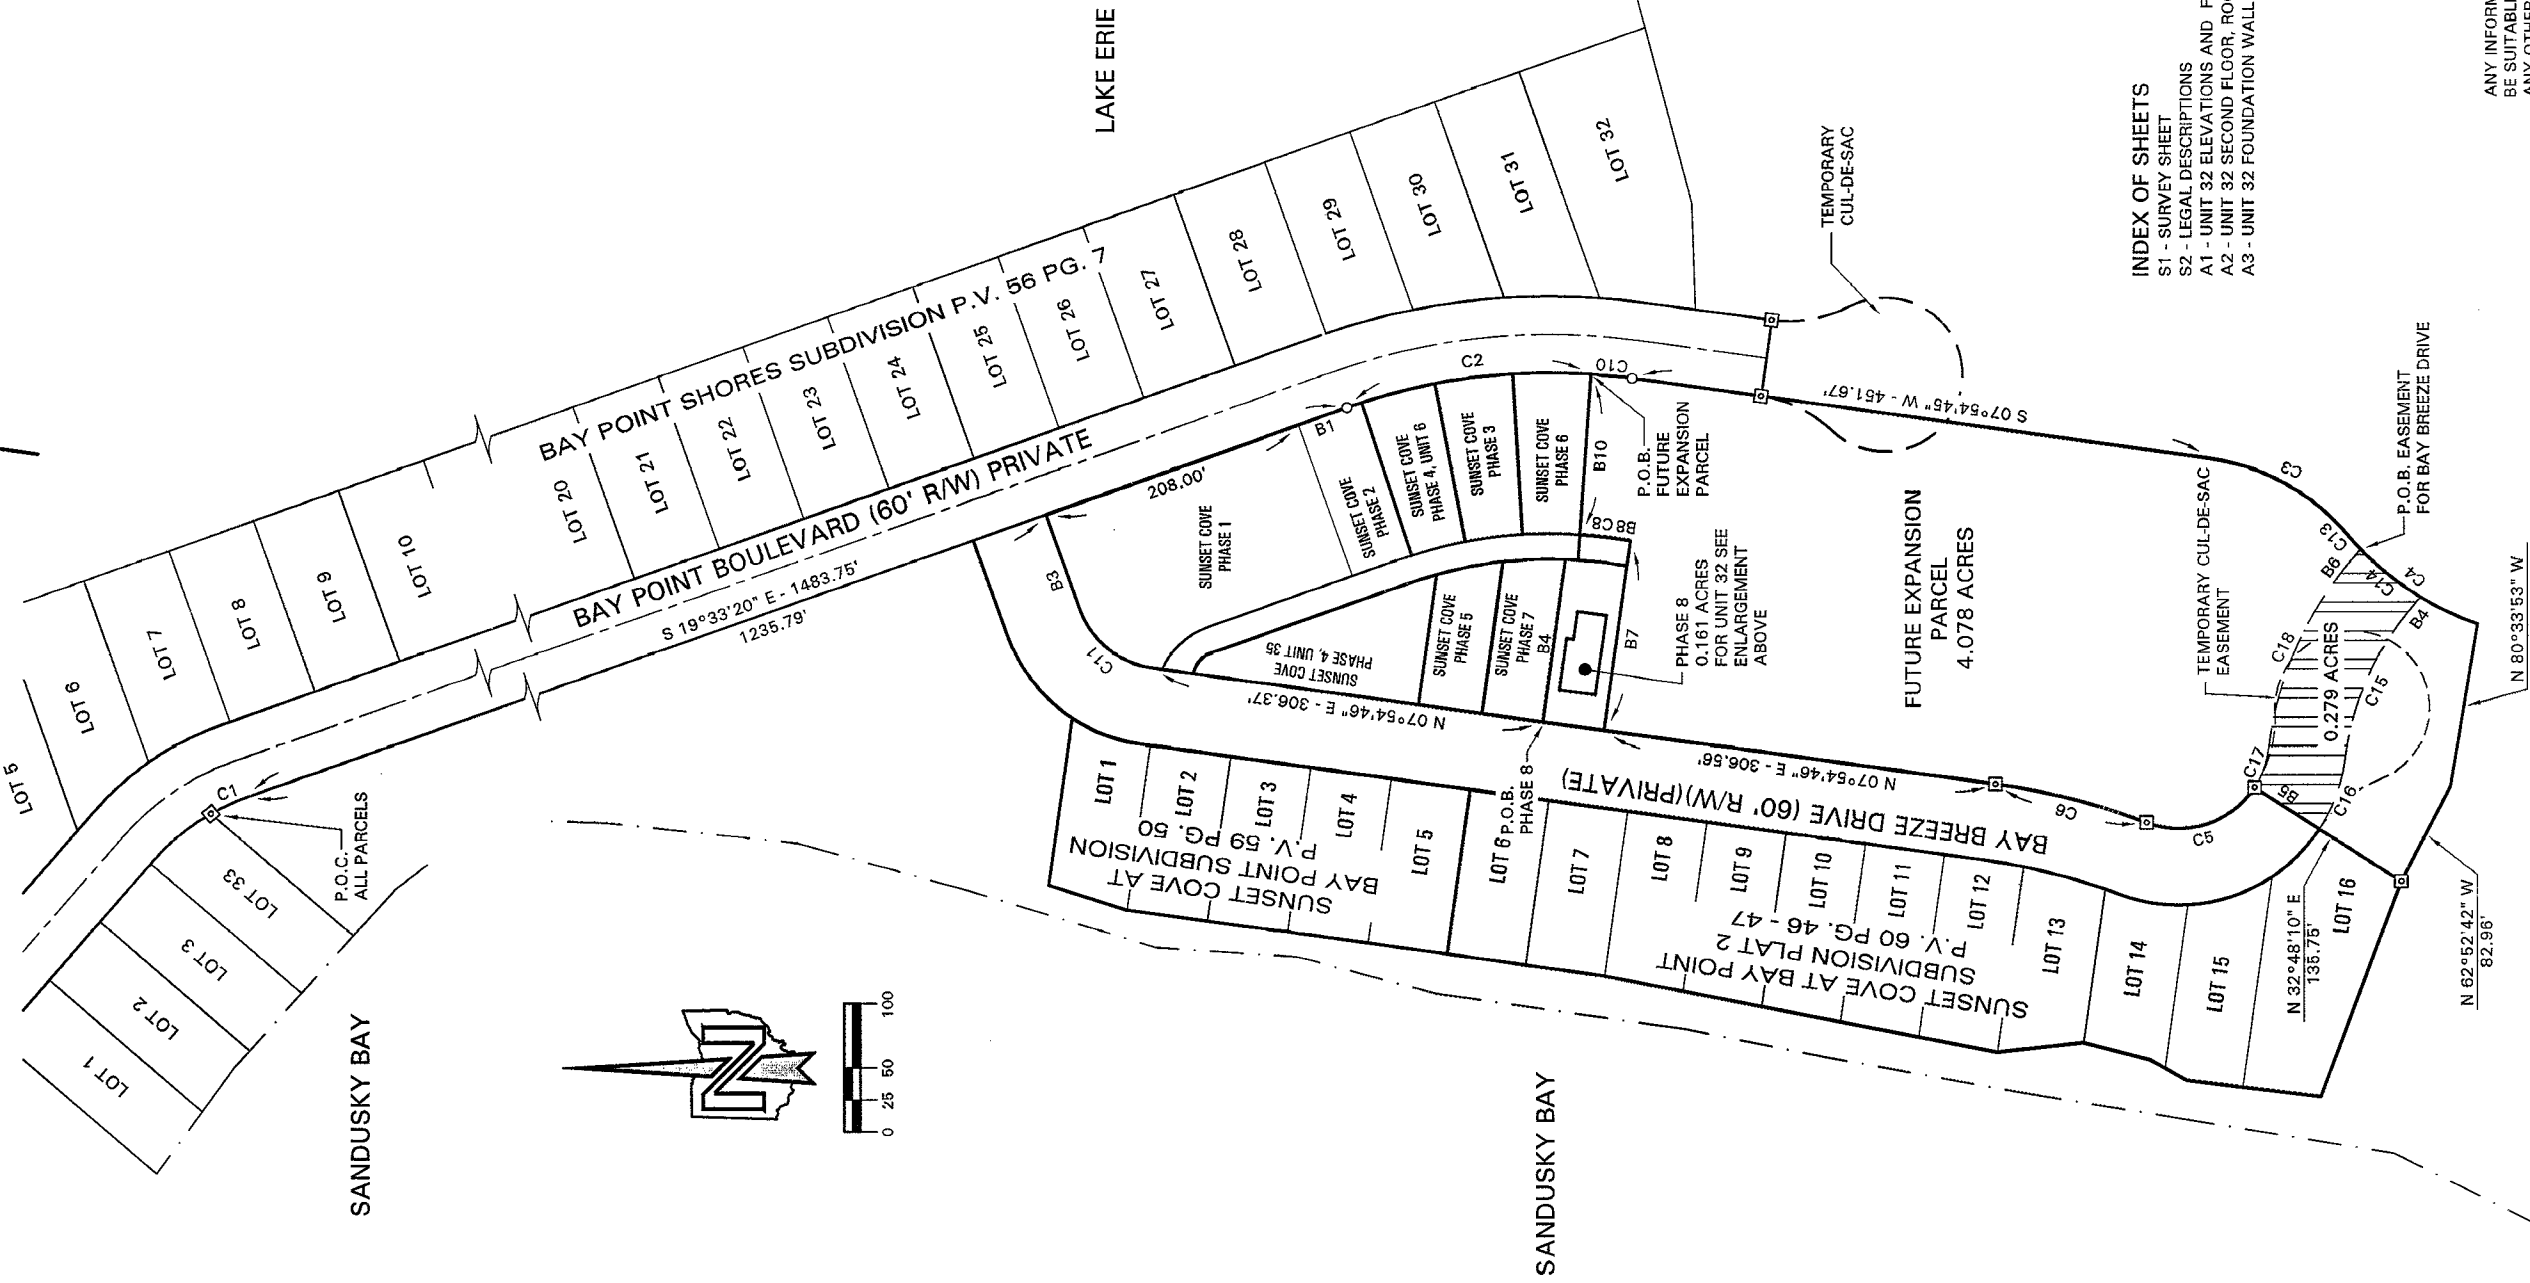 LAKE ERIE
BAY POINT SHORES SUBDIVISION P.V. 56 PG. 7
LOT 5
LOT 6
LOT 7
LOT 8
LOT 9
LOT 10
LOT 20
LOT 21
LOT 22
LOT 23
LOT 24
LOT 25
LOT 26
LOT 27
LOT 28
LOT 29
LOT 30
LOT 31
LOT 32
BAY POINT BOULEVARD (60' R/W) PRIVATE
S 19°33'20" E - 1483.75'
1235.79'
208.00'
C1
P.O.C.
ALL PARCELS
LOT 33
LOT 3
LOT 2
LOT 1
SANDUSKY BAY
0
25
50
100
N
SANDUSKY BAY
B1
C2
C10
B3
C11
SUNSET COVE
PHASE 1
SUNSET COVE
PHASE 2
SUNSET COVE
PHASE 4, UNIT 6
SUNSET COVE
PHASE 3
SUNSET COVE
PHASE 6
B10
B8 C8
P.O.B.
FUTURE
EXPANSION
PARCEL
SUNSET COVE
PHASE 4, UNIT 35
SUNSET COVE
PHASE 5
SUNSET COVE
PHASE 7
B4
B7
PHASE 8
0.161 ACRES
FOR UNIT 32 SEE
ENLARGEMENT
ABOVE
N 07°54'46" E - 306.37'
P.O.B.
PHASE 8
N 07°54'46" E - 306.56'
BAY BREEZE DRIVE (60' R/W)(PRIVATE)
LOT 1
LOT 2
LOT 3
LOT 4
LOT 5
SUNSET COVE AT
BAY POINT SUBDIVISION
P.V. 59 PG. 50
LOT 6
LOT 7
LOT 8
LOT 9
LOT 10
LOT 11
LOT 12
LOT 13
LOT 14
LOT 15
LOT 16
SUNSET COVE AT BAY POINT
SUBDIVISION PLAT 2
P.V. 60 PG. 46 - 47
TEMPORARY
CUL-DE-SAC
S 07°54'45" W - 451.67'
FUTURE EXPANSION
PARCEL
4.078 ACRES
TEMPORARY CUL-DE-SAC
EASEMENT
C3
C13
B6
C14
C4
B4
C18
0.279 ACRES
C15
C17
B5
C16
C6
C5
P.O.B. EASEMENT
FOR BAY BREEZE DRIVE
N 80°33'53" W
N 62°52'42" W
82.96'
N 32°48'10" E
135.75'
INDEX OF SHEETS
S1 - SURVEY SHEET
S2 - LEGAL DESCRIPTIONS
A1 - UNIT 32 ELEVATIONS AND
A2 - UNIT 32 SECOND FLOOR,
A3 - UNIT 32 FOUNDATION WALL
ANY
BE
ANY